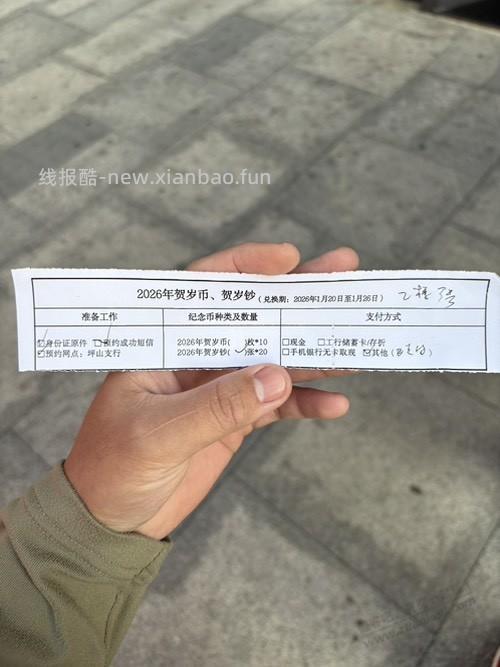 线报酷-new.xianbao.fun
2026年贺岁币、贺岁钞(兑换期：2026年1月20日至1月26日)
准备工作 纪念币种类及数量 支付方式
☑身份证原件 ☑预约成功短信 2026年贺岁币( )枚*10 □现金 □工行储蓄卡/存折
☑预约网点：坪山支行 2026年贺岁钞( )张*20 □手机银行无卡取现 ☑其他(已支付)